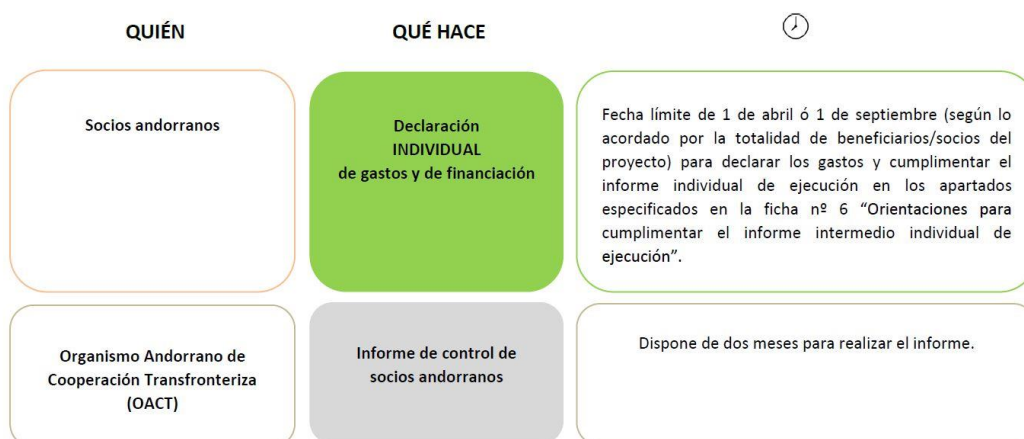 QUIÉN
QUÉ HACE
Socios andorranos
Declaración
INDIVIDUAL
de gastos y de financiación
Fecha límite de 1 de abril ó 1 de septiembre (según lo
acordado por la totalidad de beneficiarios/socios del
proyecto) para declarar los gastos y cumplimentar el
informe individual de ejecución en los apartados
especificados en la ficha nº 6 “Orientaciones para
cumplimentar el informe intermedio individual de
ejecución”.
Organismo Andorrano de
Cooperación Transfronteriza
(OACT)
Informe de control de
socios andorranos
Dispone de dos meses para realizar el informe.